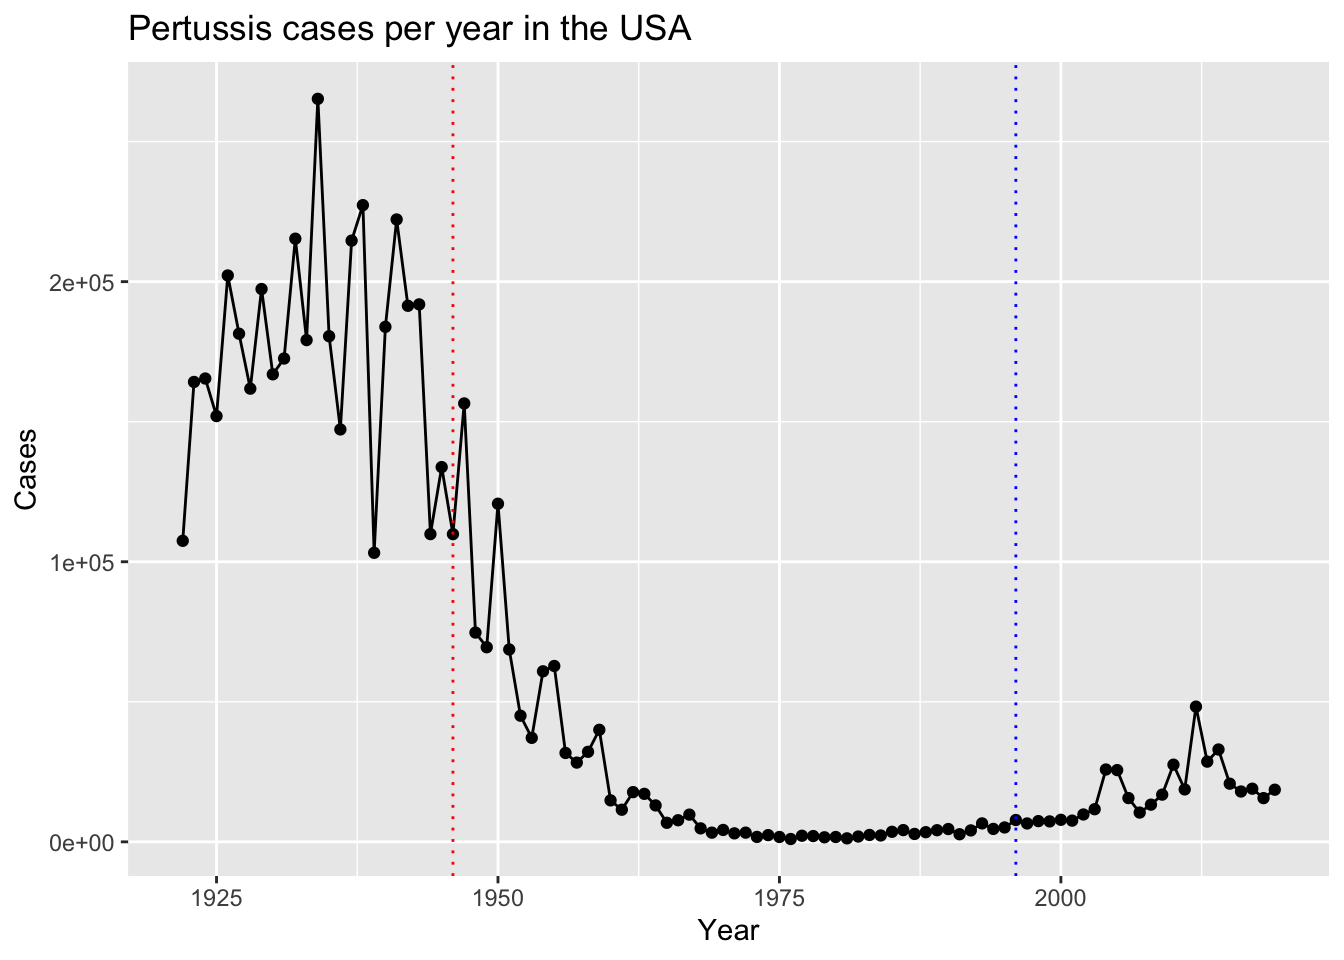 Pertussis cases per year in the USA
Cases
2e+05
1e+05
0e+00
1925 1950 1975 2000
Year